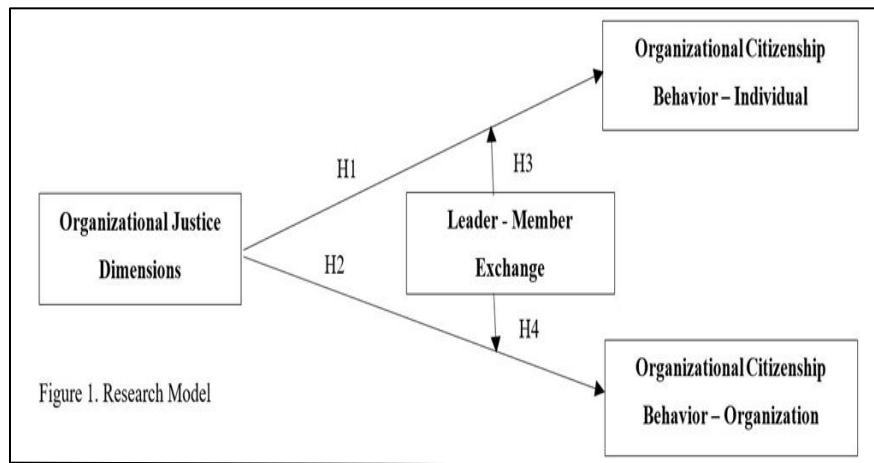 Organizational Citizenship
Behavior – Individual
H1
H3
Organizational Justice
Dimensions
Leader - Member
Exchange
H2
H4
Organizational Citizenship
Behavior – Organization
Figure 1. Research Model